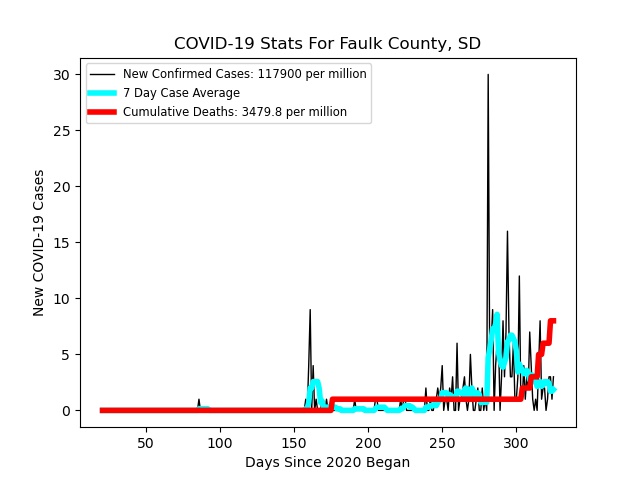 COVID-19 Stats For Faulk County, SD
New Confirmed Cases: 117900 per million
7 Day Case Average
Cumulative Deaths: 3479.8 per million
New COVID-19 Cases
30
25
20
15
10
5
0
50 100 150 200 250 300
Days Since 2020 Began